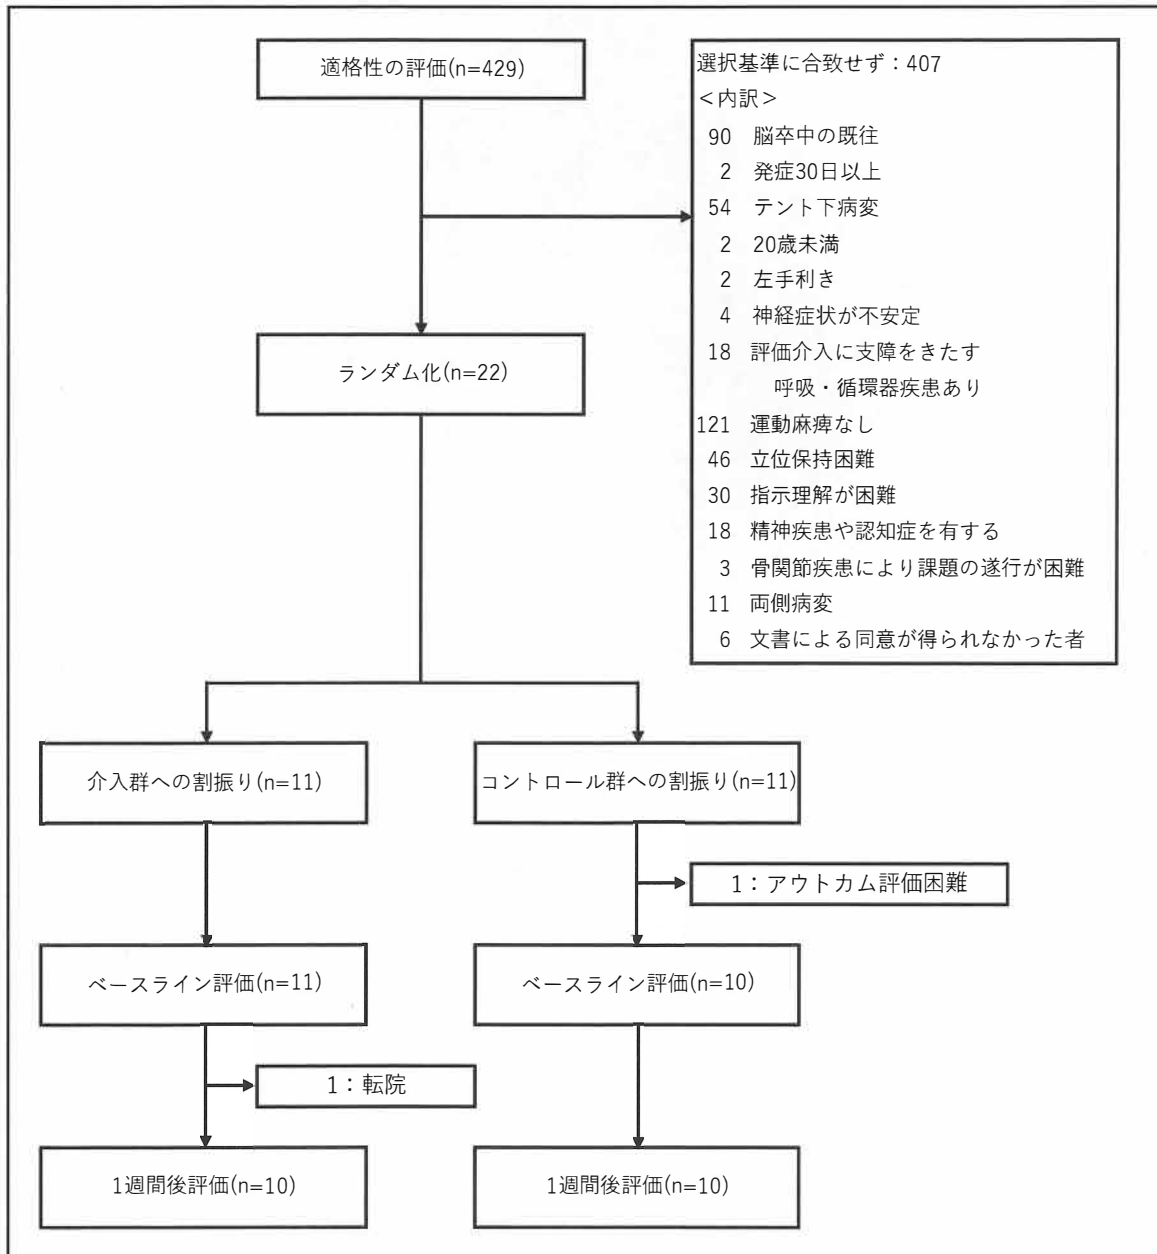 適格性の評価(n=429)
選択基準に合致せず：407
＜内訳＞
90 脳卒中の既往
2 発症30日以上
54 テント下病変
2 20歳未満
2 左手利き
4 神経症状が不安定
18 評価介入に支障をきたす
呼吸・循環器疾患あり
121 運動麻痺なし
46 立位保持困難
30 指示理解が困難
18 精神疾患や認知症を有する
3 骨関節疾患により課題の遂行が困難
11 両側病変
6 文書による同意が得られなかった者
ランダム化(n=22)
介入群への割振り(n=11)
コントロール群への割振り(n=11)
1：アウトカム評価困難
ベースライン評価(n=11)
ベースライン評価(n=10)
1：転院
1週間後評価(n=10)
1週間後評価(n=10)